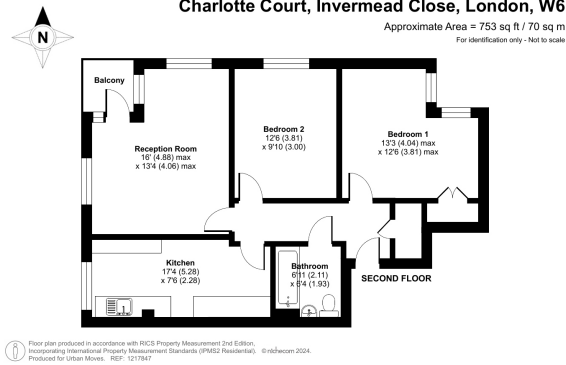 Charlotte Court, Invermead Close, London, W6
Approximate Area = 753 sq ft / 70 sq m
For identification only - Not to scale
N
Balcony
Reception Room
16' (4.88) max
x 13'4 (4.06) max
Bedroom 2
12'6 (3.81)
x 9'10 (3.00)
Bedroom 1
13'3 (4.04) max
x 12'6 (3.81) max
Kitchen
17'4 (5.28)
x 7'6 (2.28)
Bathroom
6'11 (2.11)
x 6'4 (1.93)
SECOND FLOOR
Floor plan produced in accordance with RICS Property Measurement 2nd Edition,
Incorporating International Property Measurement Standards (IPMS2 Residential). © nichecom 2024.
Produced for Urban Moves. REF: 1217847